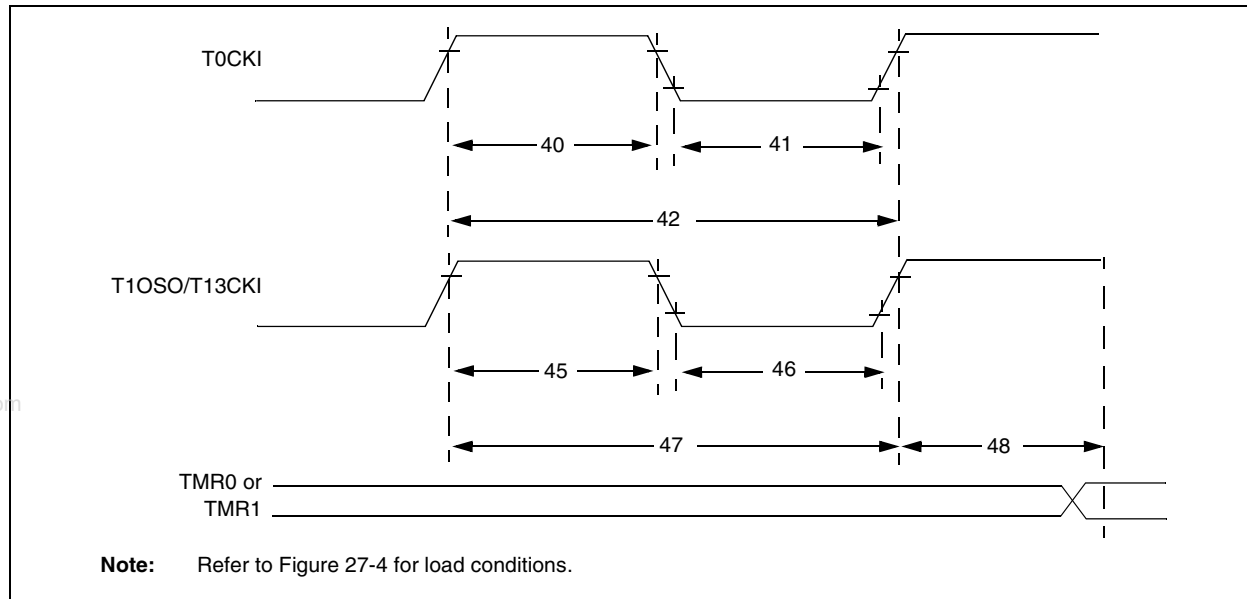 T0CKI
40
41
42
T1OSO/T13CKI
45
46
om
47
48
TMR0 or
TMR1
Note: Refer to Figure 27-4 for load conditions.